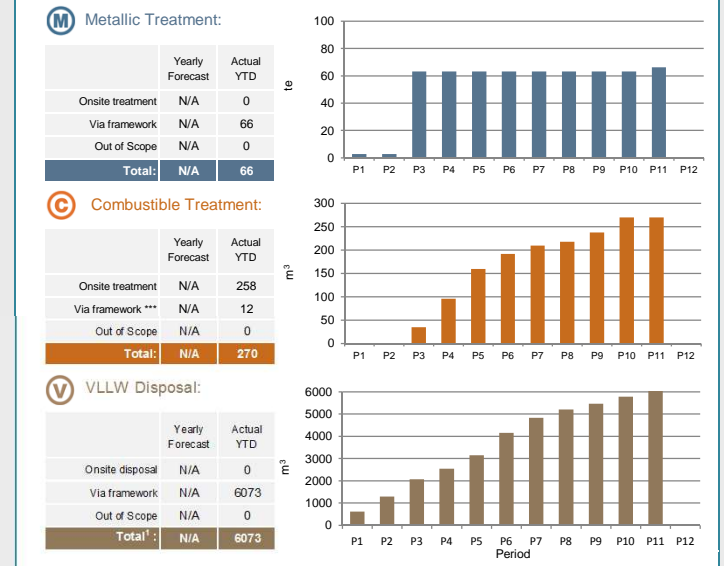 M Metallic Treatment:
Yearly Forecast Actual YTD
Onsite treatment N/A 0
Via framework N/A 66
Out of Scope N/A 0
Total: N/A 66
100
80
60
40
20
0
te
P1 P2 P3 P4 P5 P6 P7 P8 P9 P10 P11 P12
C Combustible Treatment:
Yearly Forecast Actual YTD
Onsite treatment N/A 258
Via framework *** N/A 12
Out of Scope N/A 0
Total: N/A 270
300
250
200
150
100
50
0
m³
P1 P2 P3 P4 P5 P6 P7 P8 P9 P10 P11 P12
V VLLW Disposal:
Yearly Forecast Actual YTD
Onsite disposal N/A 0
Via framework N/A 6073
Out of Scope N/A 0
Total¹ : N/A 6073
6000
5000
4000
3000
2000
1000
0
m³
P1 P2 P3 P4 P5 P6 P7 P8 P9 P10 P11 P12
Period